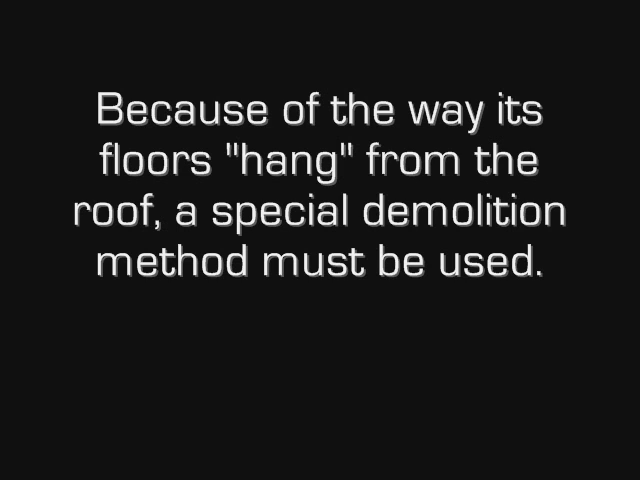 Because of the way its
floors "hang" from the
roof, a special demolition
method must be used.